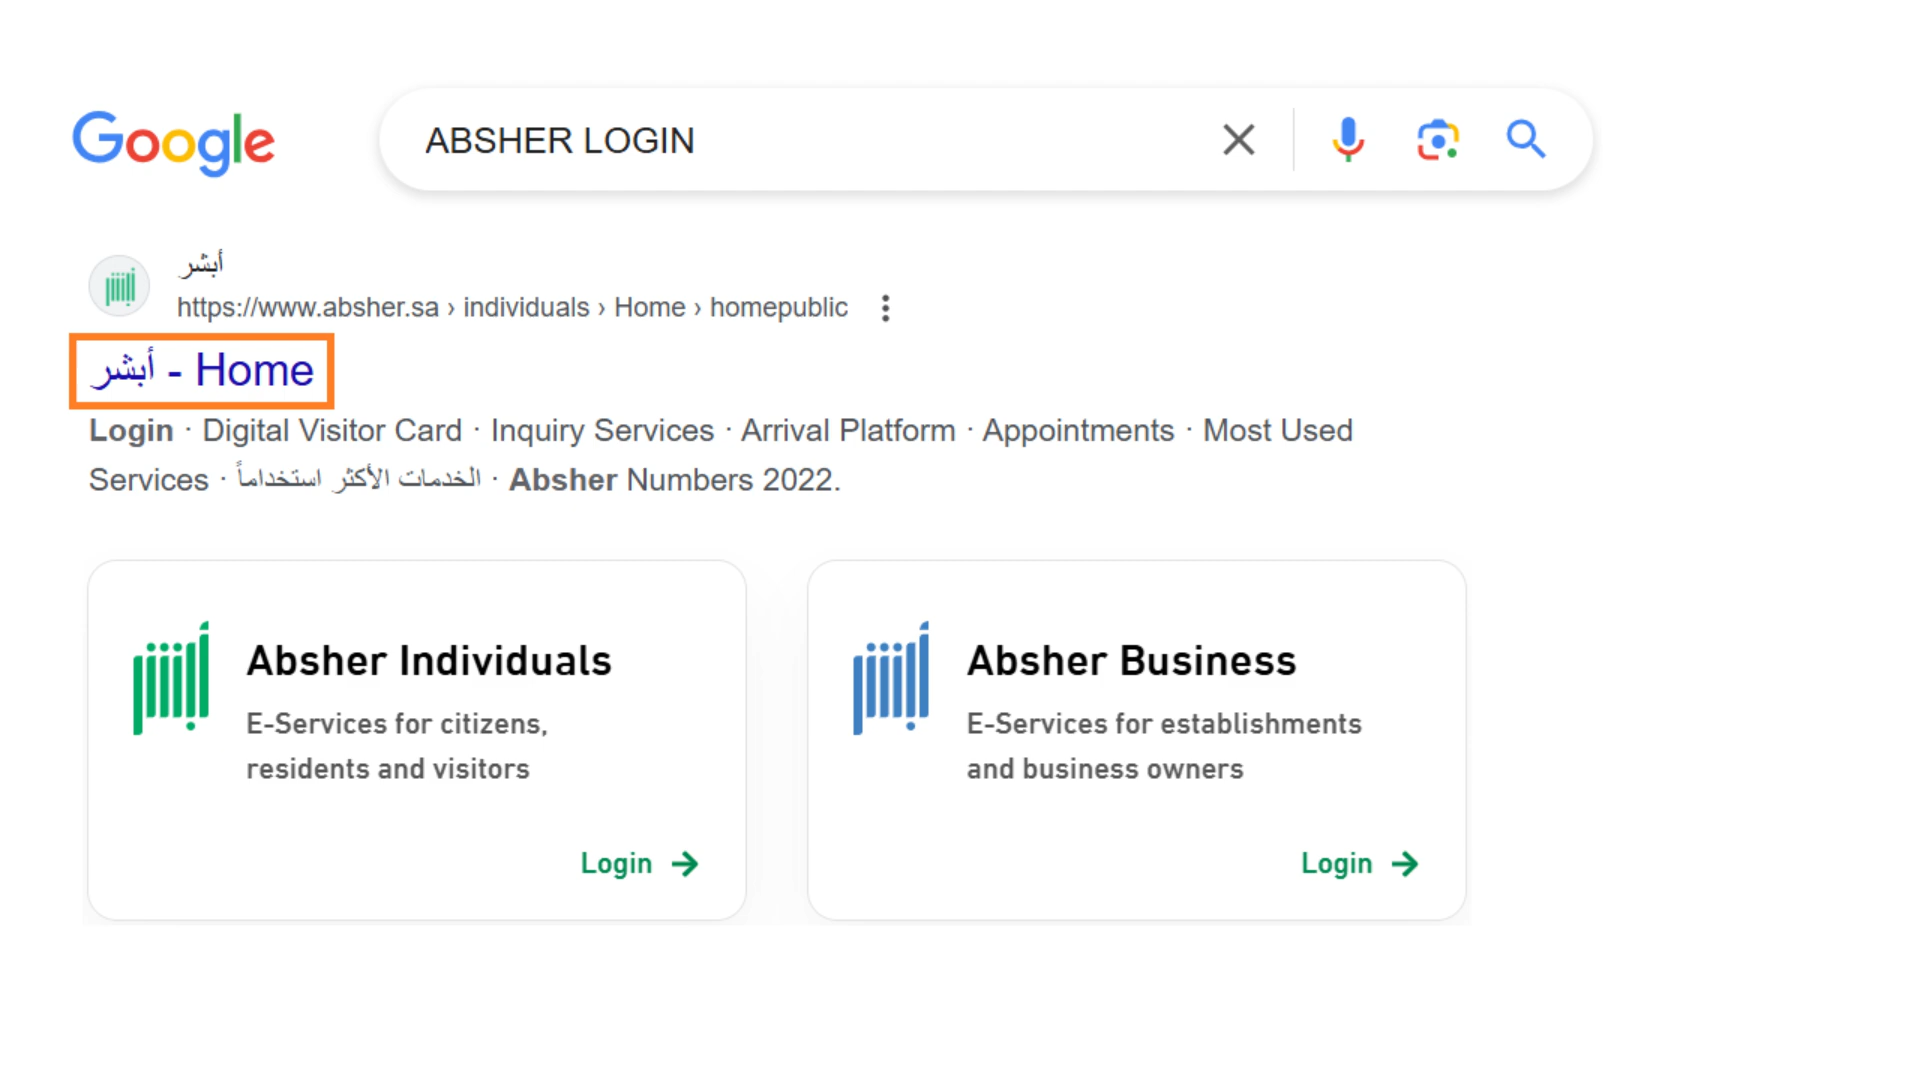 Google
ABSHER LOGIN
أبشر
https://www.absher.sa › individuals › Home › homepublic
أبشر - Home
Login · Digital Visitor Card · Inquiry Services · Arrival Platform · Appointments · Most Used
Services · الخدمات الأكثر استخداماً · Absher Numbers 2022.
أبشر
Absher Individuals
E-Services for citizens,
residents and visitors
Login →
أبشر
Absher Business
E-Services for establishments
and business owners
Login →